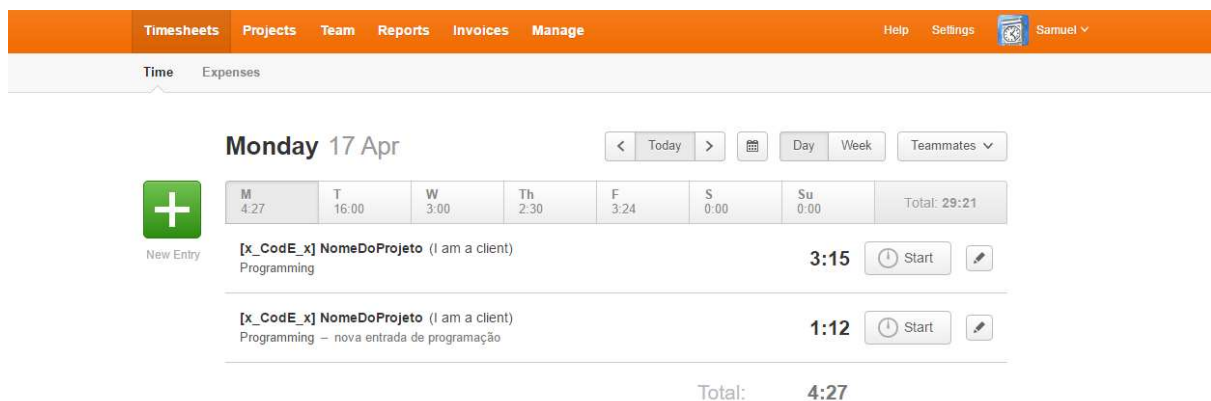 Timesheets Projects Team Reports Invoices Manage Help Settings Samuel
Time Expenses
Monday 17 Apr < Today > Day Week Teammates
M T W Th F S Su
4:27 16:00 3:00 2:30 3:24 0:00 0:00 Total: 29:21
New Entry
[x_CodE_x] NomeDoProjeto (I am a client)
Programming
3:15 Start
[x_CodE_x] NomeDoProjeto (I am a client)
Programming – nova entrada de programação
1:12 Start
Total: 4:27